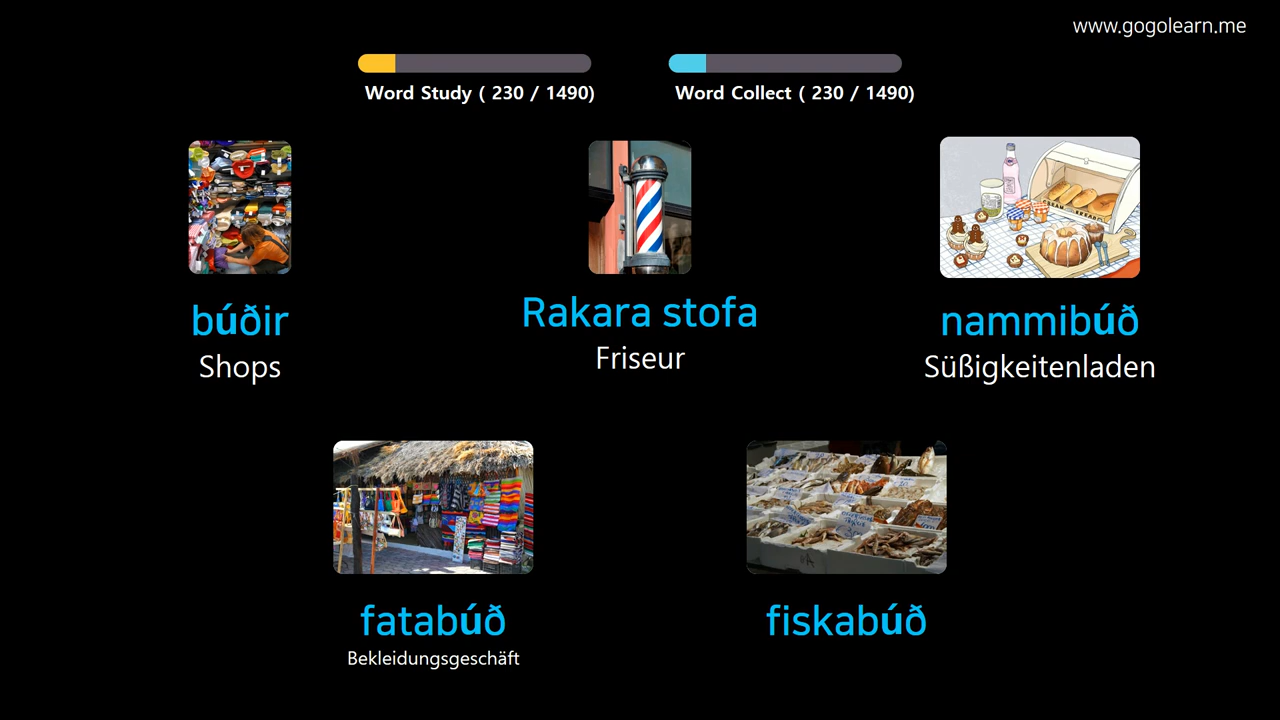 www.gogolearn.me
Word Study ( 230 / 1490)
Word Collect ( 230 / 1490)
búðir
Shops
Rakara stofa
Friseur
nammibúð
Süßigkeitenladen
fatabúð
Bekleidungsgeschäft
fiskabúð